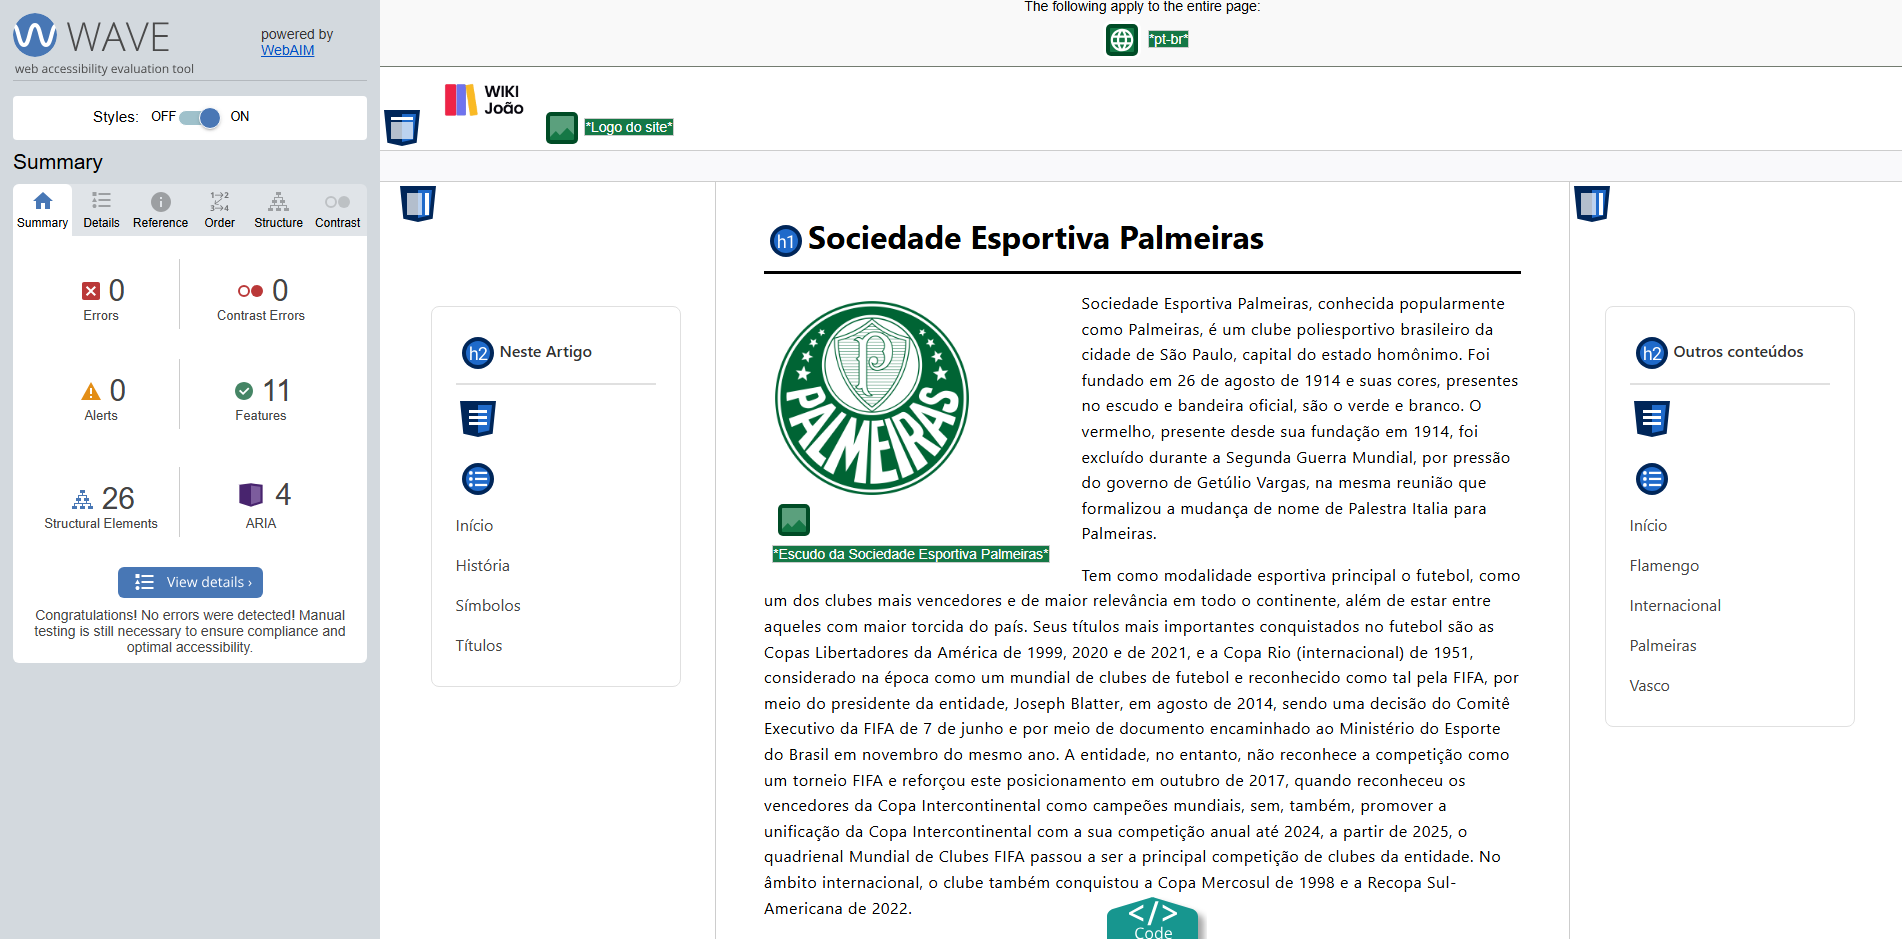 WAVE
powered by
WebAIM
web accessibility evaluation tool
Styles: OFF ON
Summary
Summary Details Reference Order Structure Contrast
1→2
3→4
0
Errors
0
Contrast Errors
0
Alerts
11
Features
26
Structural Elements
4
ARIA
View details ›
Congratulations! No errors were detected! Manual
testing is still necessary to ensure compliance and
optimal accessibility.
The following apply to the entire page:
*pt-br*
WIKI
João
*Logo do site*
h2 Neste Artigo
Início
História
Símbolos
Títulos
h1 Sociedade Esportiva Palmeiras
P
PALMEIRAS
*Escudo da Sociedade Esportiva Palmeiras*
Sociedade Esportiva Palmeiras, conhecida popularmente
como Palmeiras, é um clube poliesportivo brasileiro da
cidade de São Paulo, capital do estado homônimo. Foi
fundado em 26 de agosto de 1914 e suas cores, presentes
no escudo e bandeira oficial, são o verde e branco. O
vermelho, presente desde sua fundação em 1914, foi
excluído durante a Segunda Guerra Mundial, por pressão
do governo de Getúlio Vargas, na mesma reunião que
formalizou a mudança de nome de Palestra Italia para
Palmeiras.
Tem como modalidade esportiva principal o futebol, como
um dos clubes mais vencedores e de maior relevância em todo o continente, além de estar entre
aqueles com maior torcida do país. Seus títulos mais importantes conquistados no futebol são as
Copas Libertadores da América de 1999, 2020 e de 2021, e a Copa Rio (internacional) de 1951,
considerado na época como um mundial de clubes de futebol e reconhecido como tal pela FIFA, por
meio do presidente da entidade, Joseph Blatter, em agosto de 2014, sendo uma decisão do Comitê
Executivo da FIFA de 7 de junho e por meio de documento encaminhado ao Ministério do Esporte
do Brasil em novembro do mesmo ano. A entidade, no entanto, não reconhece a competição como
um torneio FIFA e reforçou este posicionamento em outubro de 2017, quando reconheceu os
vencedores da Copa Intercontinental como campeões mundiais, sem, também, promover a
unificação da Copa Intercontinental com a sua competição anual até 2024, a partir de 2025, o
quadrienal Mundial de Clubes FIFA passou a ser a principal competição de clubes da entidade. No
âmbito internacional, o clube também conquistou a Copa Mercosul de 1998 e a Recopa Sul-
Americana de 2022.
h2 Outros conteúdos
Início
Flamengo
Internacional
Palmeiras
Vasco
</>
Code